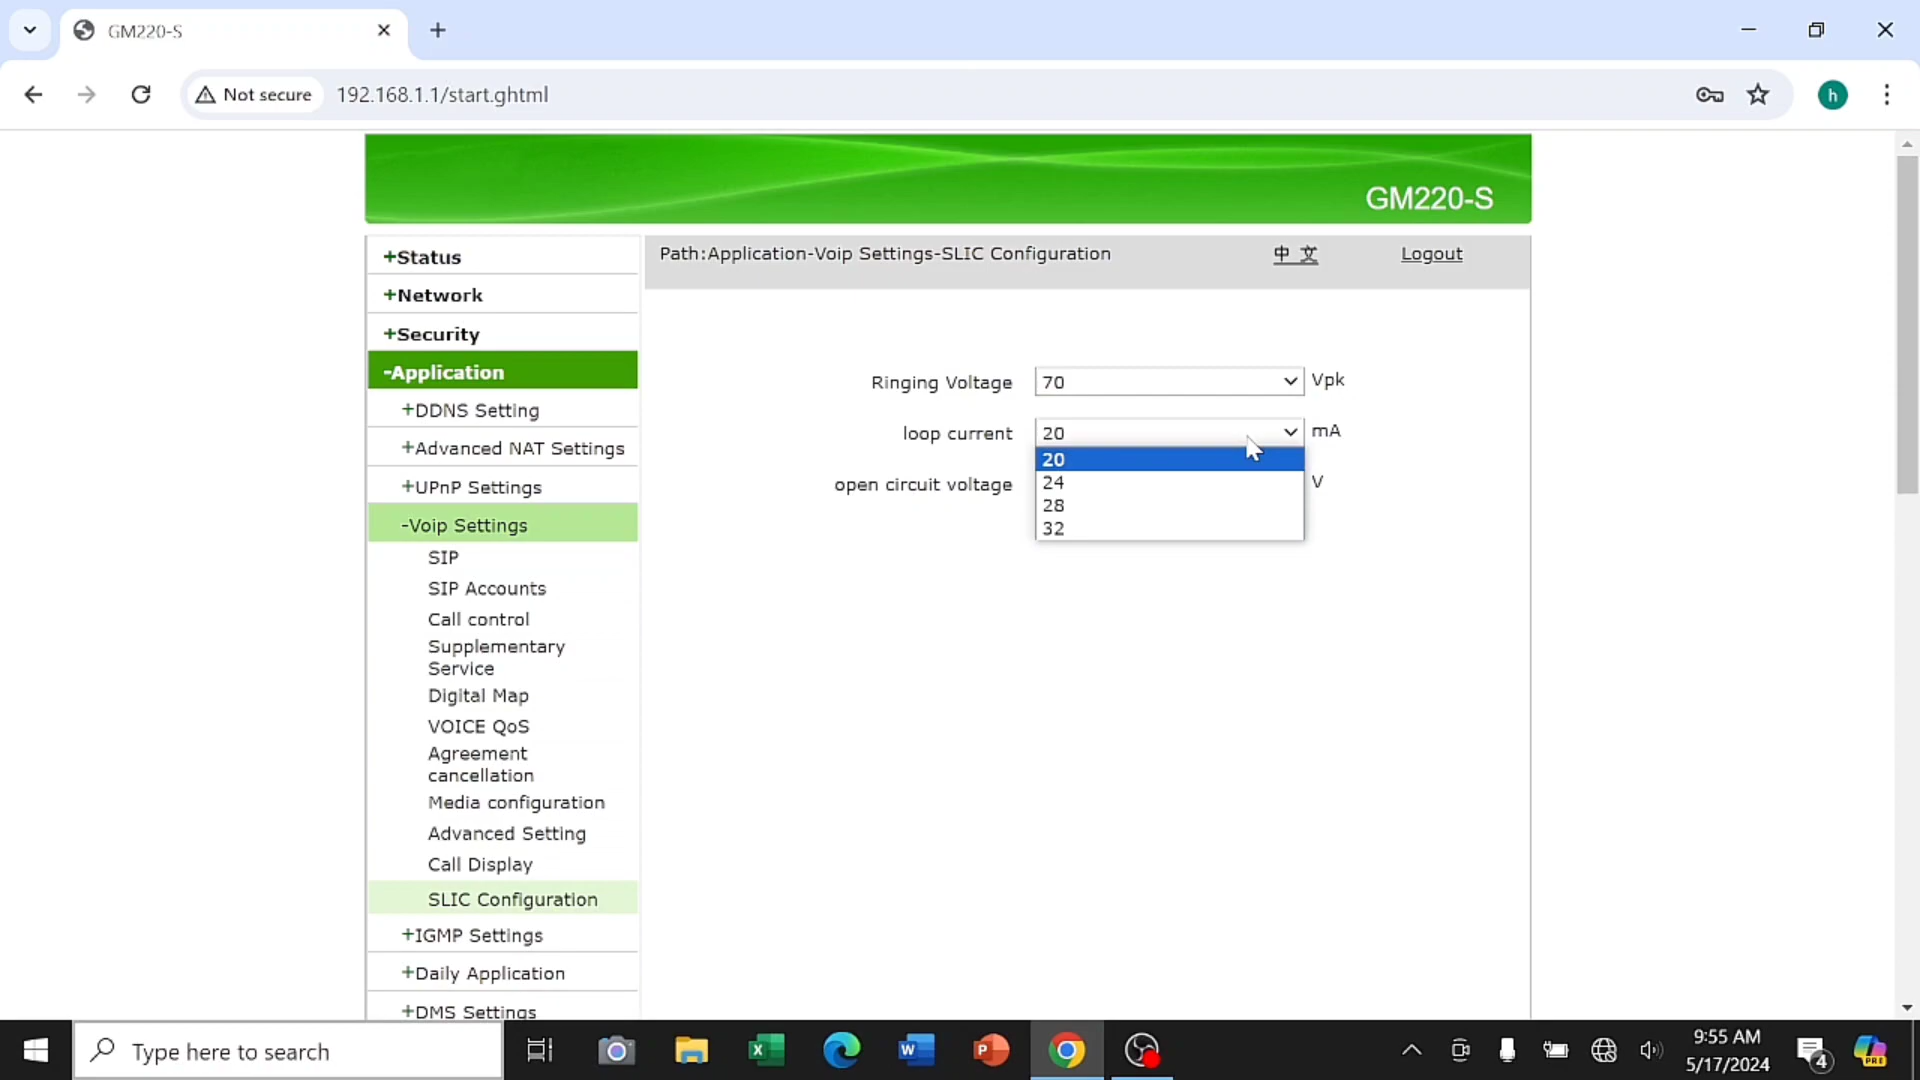 GM220-S
Not secure
192.168.1.1/start.ghtml
h
GM220-S
+Status
+Network
+Security
-Application
+DDNS Setting
+Advanced NAT Settings
+UPnP Settings
-Voip Settings
SIP
SIP Accounts
Call control
Supplementary
Service
Digital Map
VOICE QoS
Agreement
cancellation
Media configuration
Advanced Setting
Call Display
SLIC Configuration
+IGMP Settings
+Daily Application
+DMS Settings
Path:Application-Voip Settings-SLIC Configuration
中 文
Logout
Ringing Voltage 70 Vpk
loop current 20 mA
20
24
28
32
open circuit voltage V
Type here to search
9:55 AM
5/17/2024
4
PRE